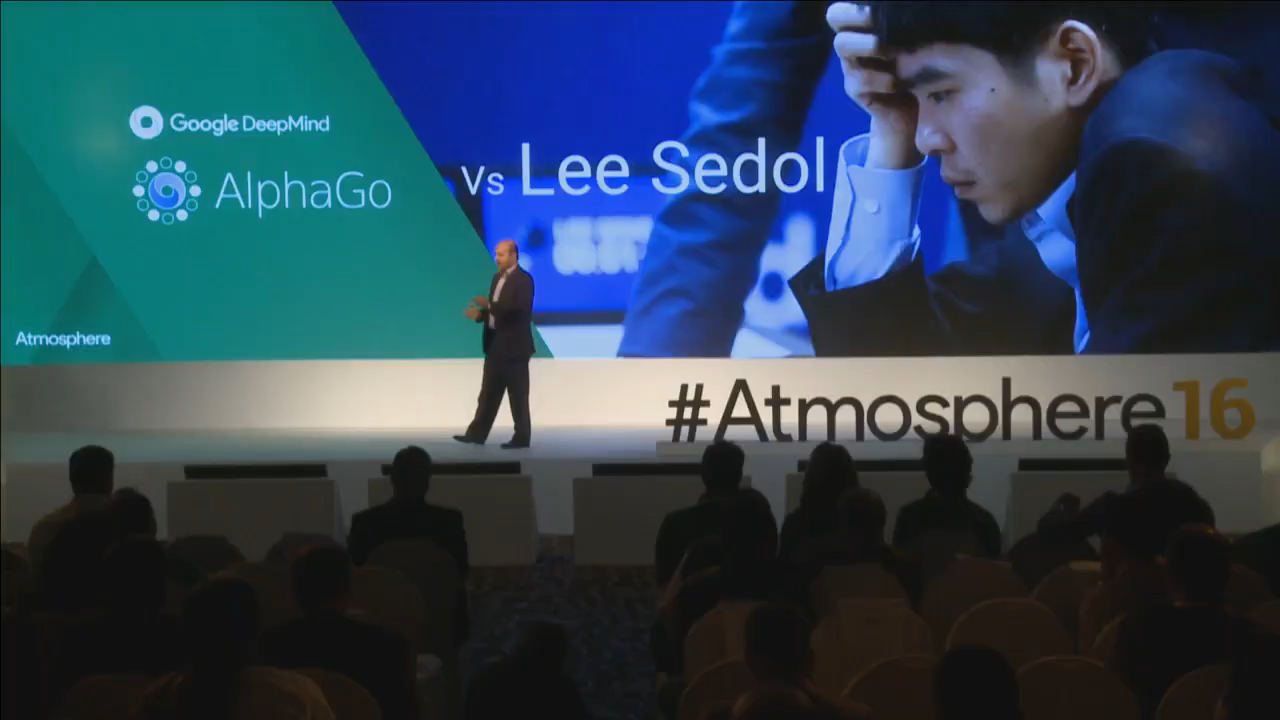 Google DeepMind
AlphaGo
vs Lee Sedol
Atmosphere
#Atmosphere16